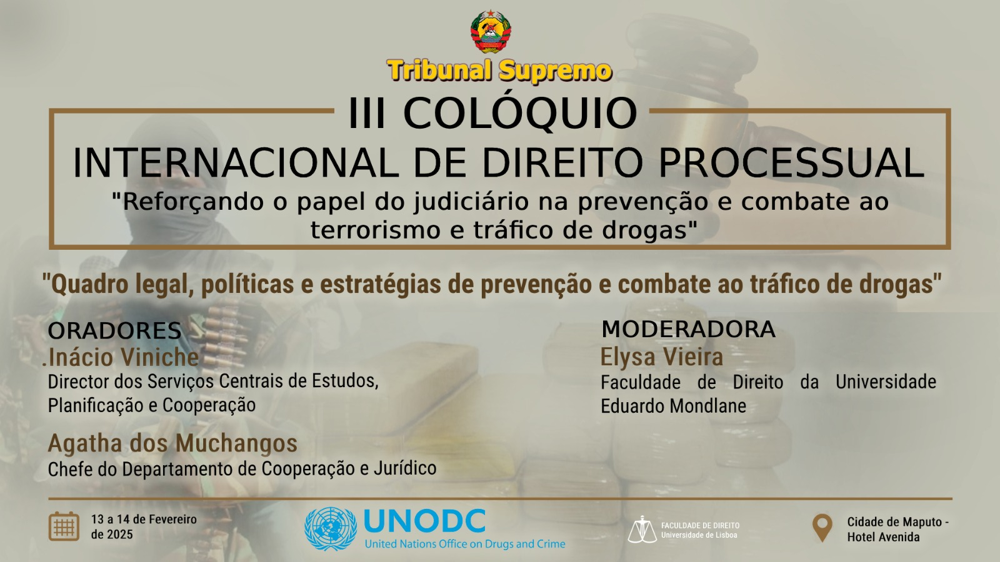 Tribunal Supremo
III COLÓQUIO
INTERNACIONAL DE DIREITO PROCESSUAL
"Reforçando o papel do judiciário na prevenção e combate ao
terrorismo e tráfico de drogas"
"Quadro legal, políticas e estratégias de prevenção e combate ao tráfico de drogas"
ORADORES
.Inácio Viniche
Director dos Serviços Centrais de Estudos,
Planificação e Cooperação
Agatha dos Muchangos
Chefe do Departamento de Cooperação e Jurídico
MODERADORA
Elysa Vieira
Faculdade de Direito da Universidade
Eduardo Mondlane
13 a 14 de Fevereiro
de 2025
UNODC
United Nations Office on Drugs and Crime
FACULDADE DE DIREITO
Universidade de Lisboa
Cidade de Maputo -
Hotel Avenida